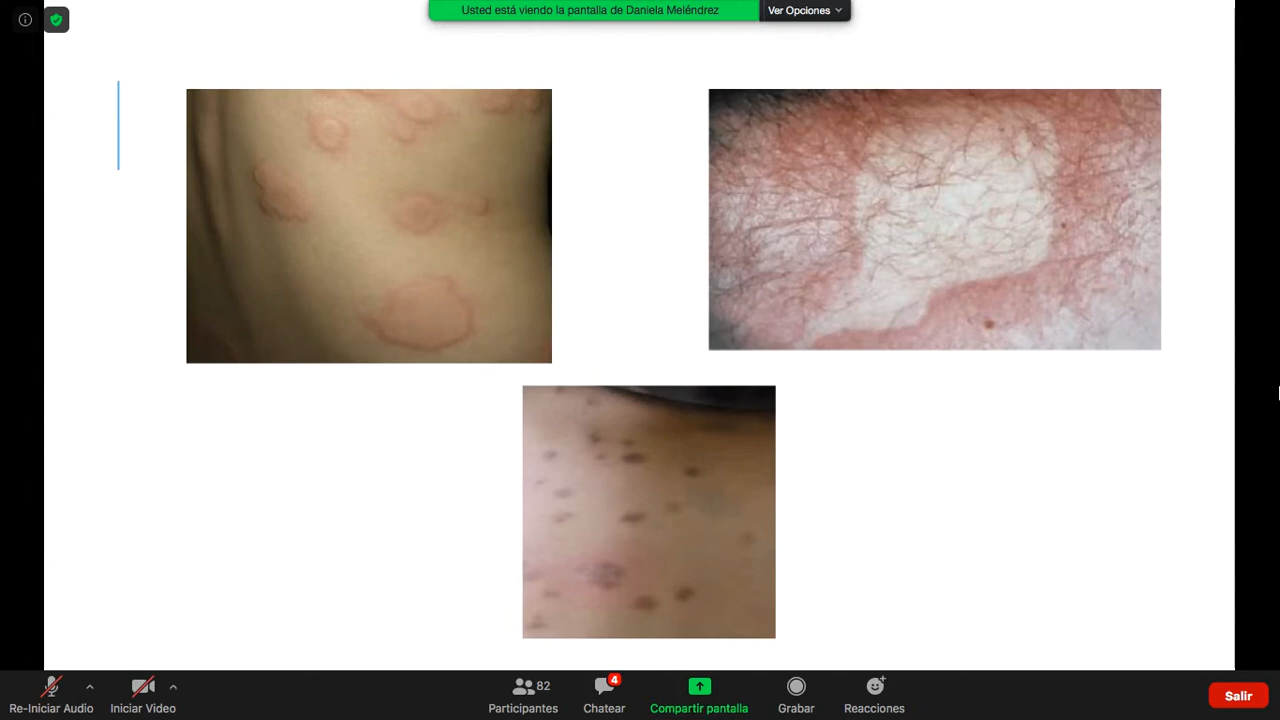 Usted está viendo la pantalla de Daniela Meléndrez
Ver Opciones
Re-Iniciar Audio
Iniciar Video
82
Participantes
4
Chatear
Compartir pantalla
Grabar
Reacciones
Salir